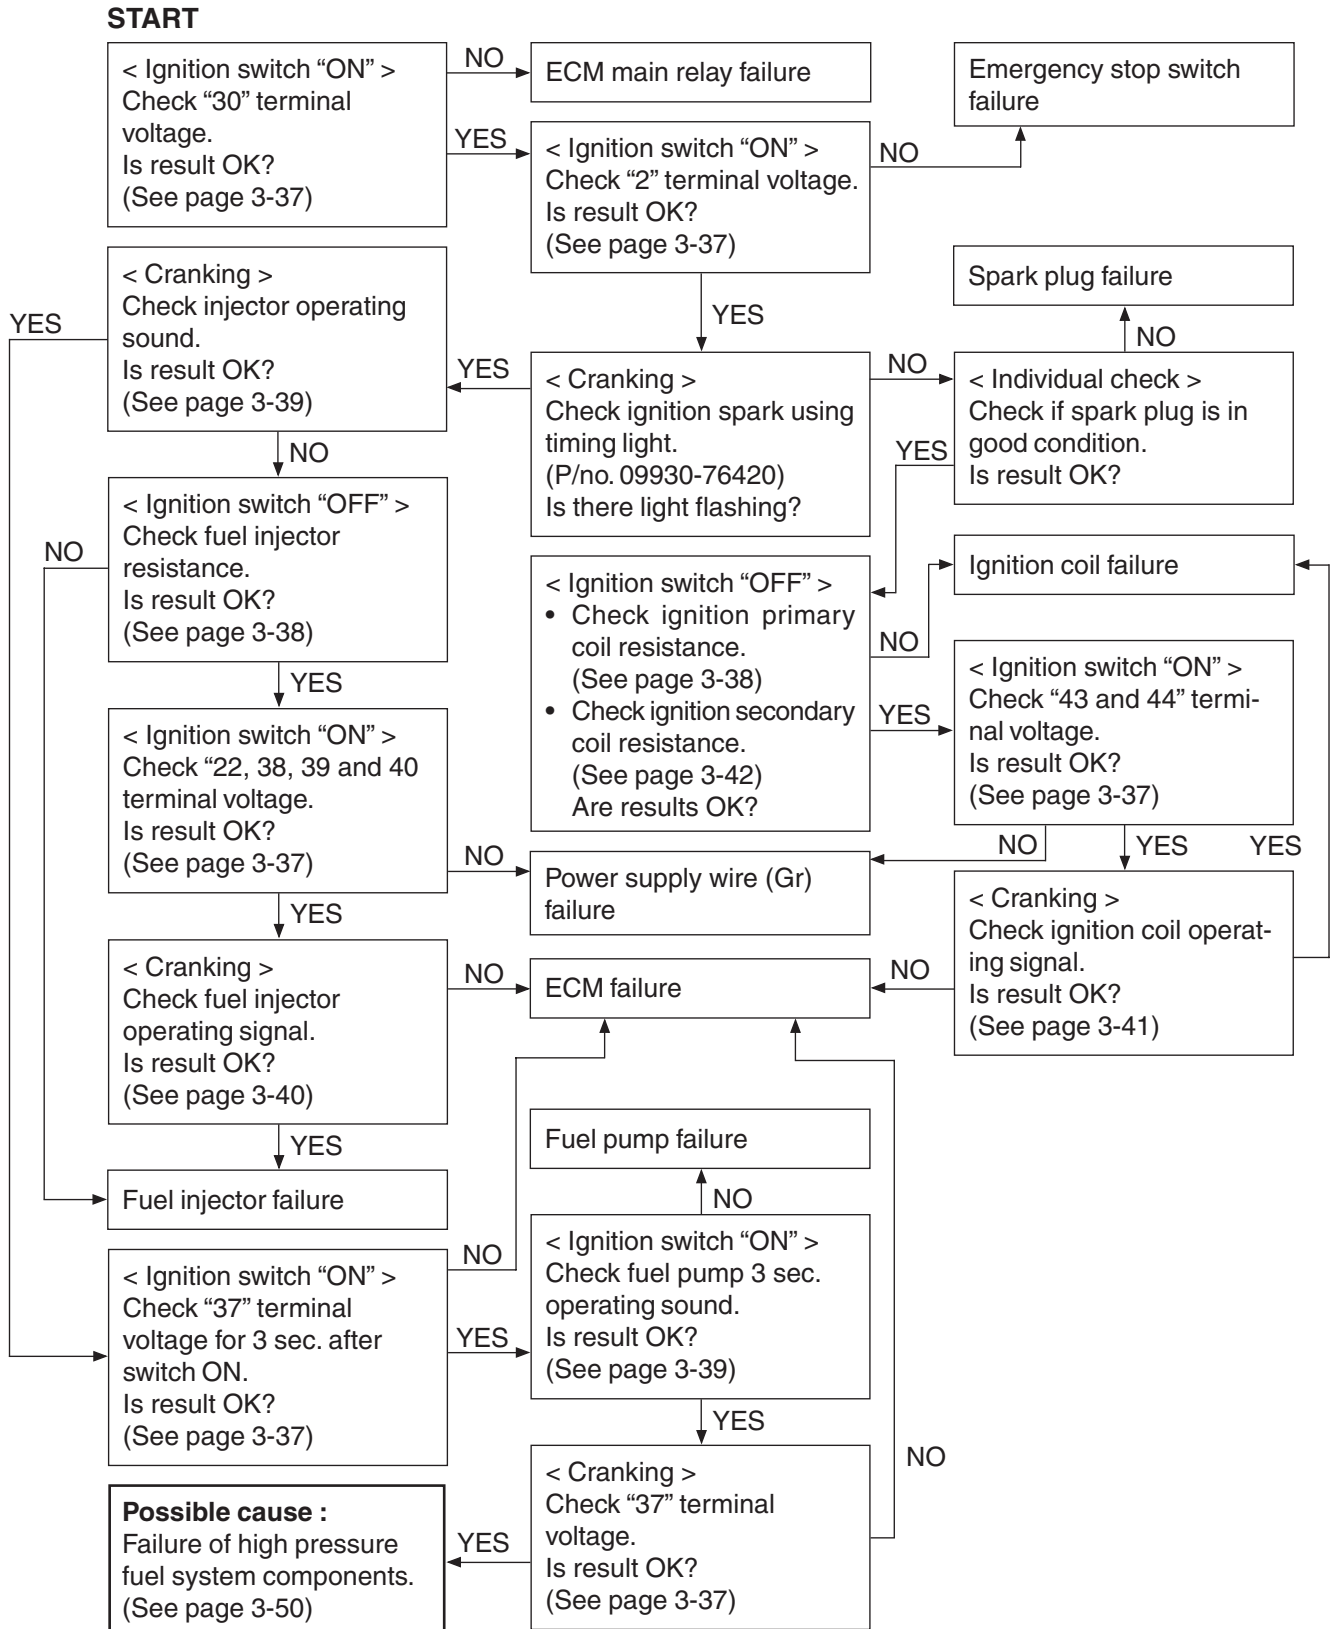 START
< Ignition switch “ON” >
Check “30” terminal
voltage.
Is result OK?
(See page 3-37)
NO
ECM main relay failure
YES
< Ignition switch “ON” >
Check “2” terminal voltage.
Is result OK?
(See page 3-37)
NO
Emergency stop switch
failure
YES
< Cranking >
Check ignition spark using
timing light.
(P/no. 09930-76420)
Is there light flashing?
NO
< Individual check >
Check if spark plug is in
good condition.
Is result OK?
NO
Spark plug failure
YES
< Ignition switch “OFF” >
• Check ignition primary
coil resistance.
(See page 3-38)
• Check ignition secondary
coil resistance.
(See page 3-42)
Are results OK?
NO
Ignition coil failure
YES
< Ignition switch “ON” >
Check “43 and 44” termi-
nal voltage.
Is result OK?
(See page 3-37)
NO
Power supply wire (Gr)
failure
YES
YES
< Cranking >
Check ignition coil operat-
ing signal.
Is result OK?
(See page 3-41)
NO
ECM failure
YES
< Cranking >
Check injector operating
sound.
Is result OK?
(See page 3-39)
YES
NO
< Ignition switch “OFF” >
Check fuel injector
resistance.
Is result OK?
(See page 3-38)
NO
YES
< Ignition switch “ON” >
Check “22, 38, 39 and 40
terminal voltage.
Is result OK?
(See page 3-37)
NO
YES
< Cranking >
Check fuel injector
operating signal.
Is result OK?
(See page 3-40)
NO
YES
Fuel injector failure
< Ignition switch “ON” >
Check “37” terminal
voltage for 3 sec. after
switch ON.
Is result OK?
(See page 3-37)
NO
YES
< Ignition switch “ON” >
Check fuel pump 3 sec.
operating sound.
Is result OK?
(See page 3-39)
NO
Fuel pump failure
YES
< Cranking >
Check “37” terminal
voltage.
Is result OK?
(See page 3-37)
NO
YES
Possible cause :
Failure of high pressure
fuel system components.
(See page 3-50)